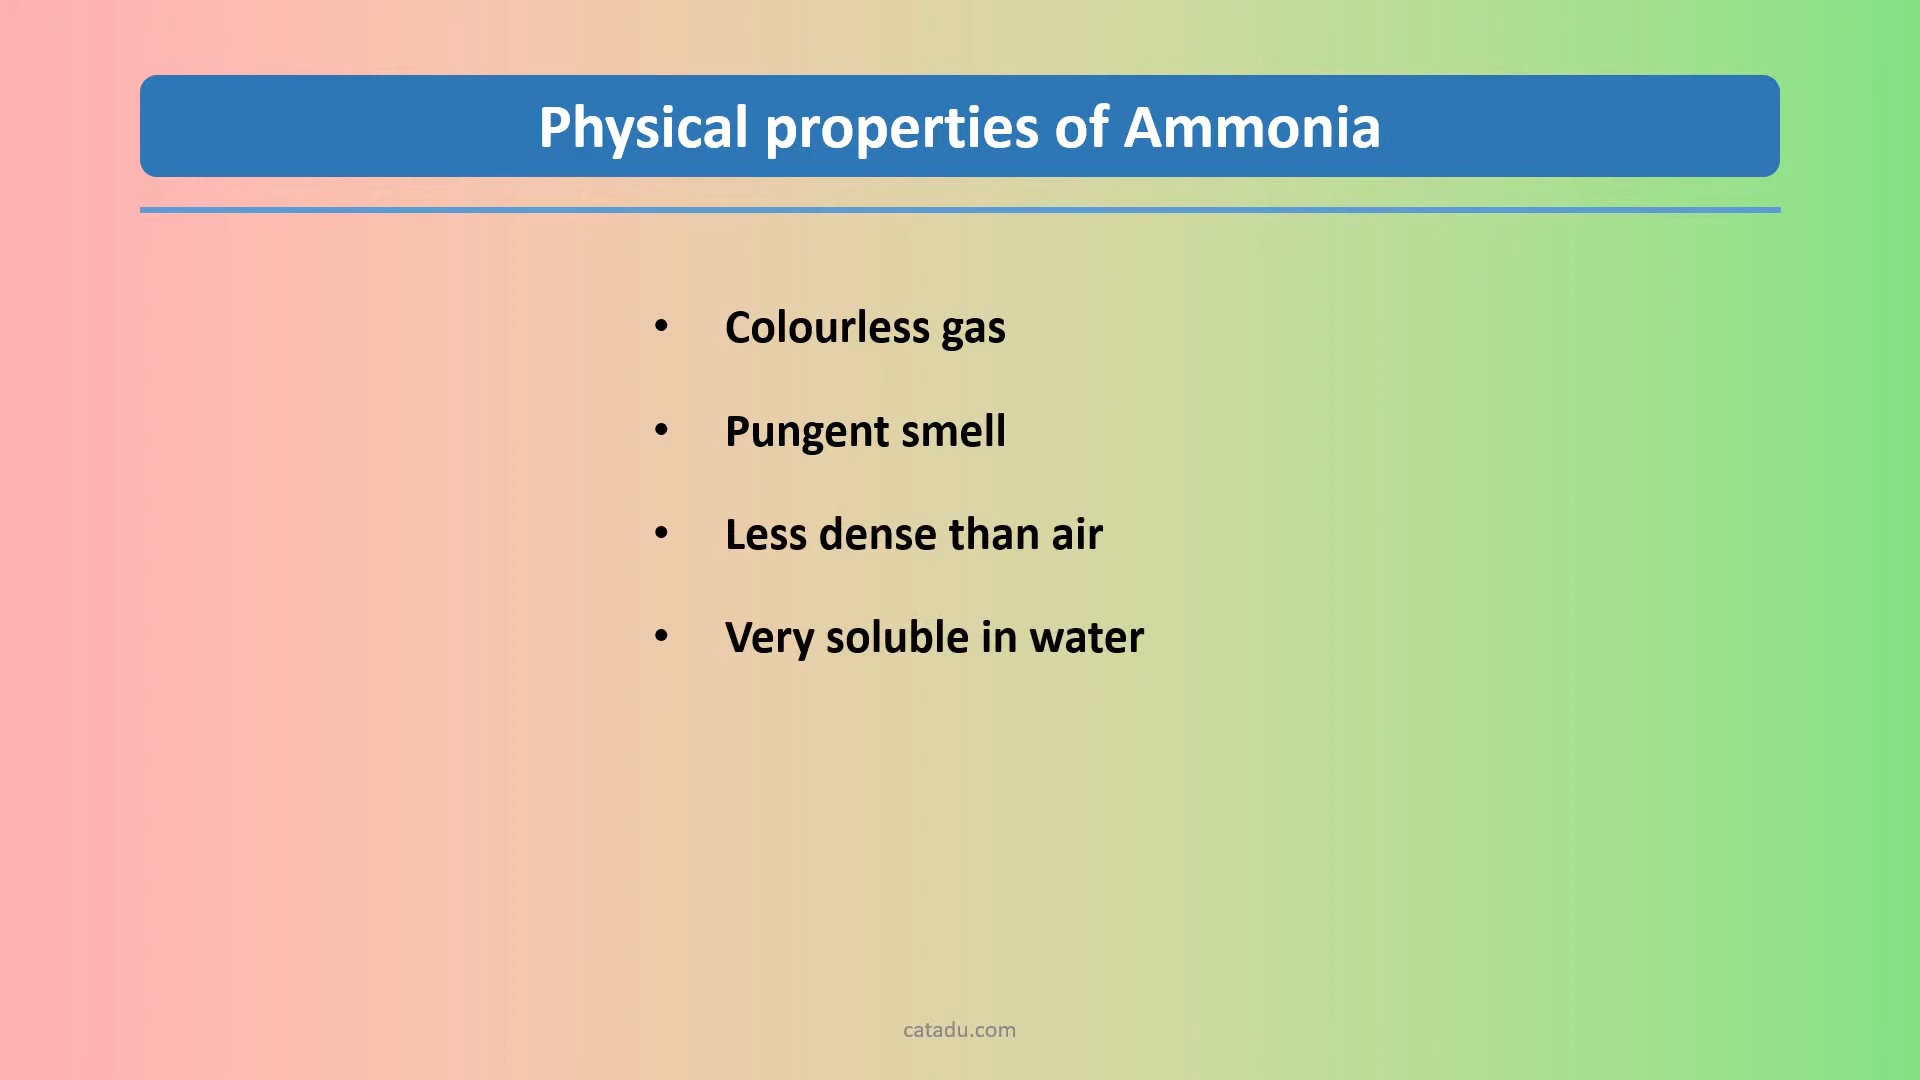 Physical properties of Ammonia
• Colourless gas
• Pungent smell
• Less dense than air
• Very soluble in water
catadu.com